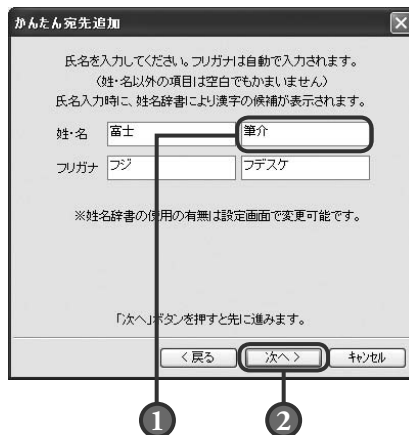 かんたん宛先追加
氏名を入力してください。フリガナは自動で入力されます。
(姓・名以外の項目は空白でもかまいません)
氏名入力時に、姓名辞書により漢字の候補が表示されます。
姓・名 富士 筆介
フリガナ フジ フデスケ
※姓名辞書の使用の有無は設定画面で変更可能です。
「次へ」ボタンを押すと先に進みます。
<戻る 次へ> キャンセル
1 2